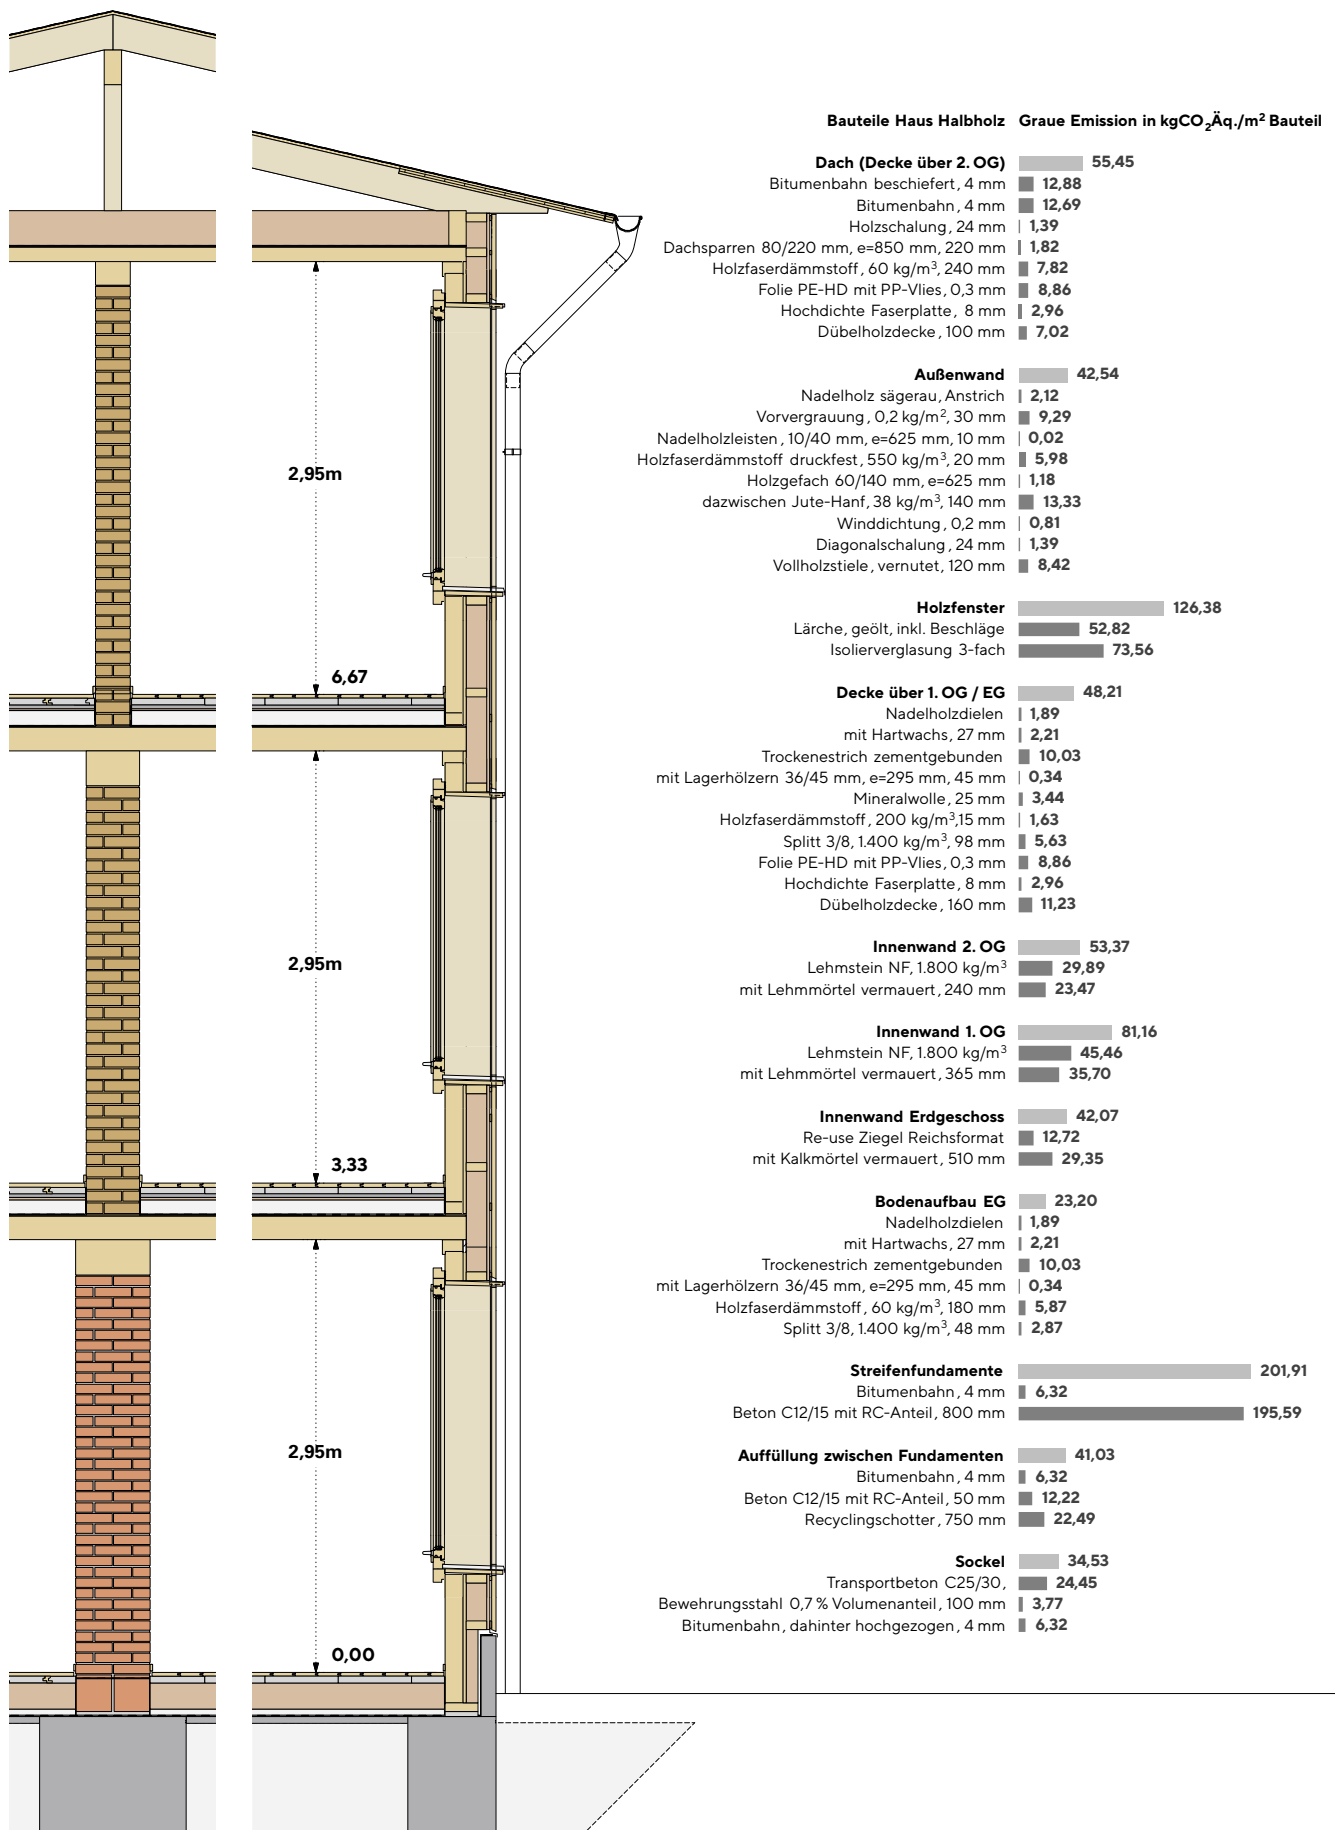 Bauteile Haus Halbholz Graue Emission in kgCO₂Äq./m² Bauteil
Dach (Decke über 2. OG) 55,45
Bitumenbahn beschiefert, 4 mm 12,88
Bitumenbahn, 4 mm 12,69
Holzschalung, 24 mm 1,39
Dachsparren 80/220 mm, e=850 mm, 220 mm 1,82
Holzfaserdämmstoff, 60 kg/m³, 240 mm 7,82
Folie PE-HD mit PP-Vlies, 0,3 mm 8,86
Hochdichte Faserplatte, 8 mm 2,96
Dübelholzdecke, 100 mm 7,02
Außenwand 42,54
Nadelholz sägerau, Anstrich 2,12
Vorvergrauung, 0,2 kg/m², 30 mm 9,29
Nadelholzleisten, 10/40 mm, e=625 mm, 10 mm 0,02
Holzfaserdämmstoff druckfest, 550 kg/m³, 20 mm 5,98
Holzgefach 60/140 mm, e=625 mm 1,18
dazwischen Jute-Hanf, 38 kg/m³, 140 mm 13,33
Winddichtung, 0,2 mm 0,81
Diagonalschalung, 24 mm 1,39
Vollholzstiele, vernutet, 120 mm 8,42
Holzfenster 126,38
Lärche, geölt, inkl. Beschläge 52,82
Isolierverglasung 3-fach 73,56
Decke über 1. OG / EG 48,21
Nadelholzdielen 1,89
mit Hartwachs, 27 mm 2,21
Trockenestrich zementgebunden 10,03
mit Lagerhölzern 36/45 mm, e=295 mm, 45 mm 0,34
Mineralwolle, 25 mm 3,44
Holzfaserdämmstoff, 200 kg/m³,15 mm 1,63
Splitt 3/8, 1.400 kg/m³, 98 mm 5,63
Folie PE-HD mit PP-Vlies, 0,3 mm 8,86
Hochdichte Faserplatte, 8 mm 2,96
Dübelholzdecke, 160 mm 11,23
Innenwand 2. OG 53,37
Lehmstein NF, 1.800 kg/m³ 29,89
mit Lehmmörtel vermauert, 240 mm 23,47
Innenwand 1. OG 81,16
Lehmstein NF, 1.800 kg/m³ 45,46
mit Lehmmörtel vermauert, 365 mm 35,70
Innenwand Erdgeschoss 42,07
Re-use Ziegel Reichsformat 12,72
mit Kalkmörtel vermauert, 510 mm 29,35
Bodenaufbau EG 23,20
Nadelholzdielen 1,89
mit Hartwachs, 27 mm 2,21
Trockenestrich zementgebunden 10,03
mit Lagerhölzern 36/45 mm, e=295 mm, 45 mm 0,34
Holzfaserdämmstoff, 60 kg/m³, 180 mm 5,87
Splitt 3/8, 1.400 kg/m³, 48 mm 2,87
Streifenfundamente 201,91
Bitumenbahn, 4 mm 6,32
Beton C12/15 mit RC-Anteil, 800 mm 195,59
Auffüllung zwischen Fundamenten 41,03
Bitumenbahn, 4 mm 6,32
Beton C12/15 mit RC-Anteil, 50 mm 12,22
Recyclingschotter, 750 mm 22,49
Sockel 34,53
Transportbeton C25/30, 24,45
Bewehrungsstahl 0,7 % Volumenanteil, 100 mm 3,77
Bitumenbahn, dahinter hochgezogen, 4 mm 6,32
2,95m
6,67
2,95m
3,33
2,95m
0,00